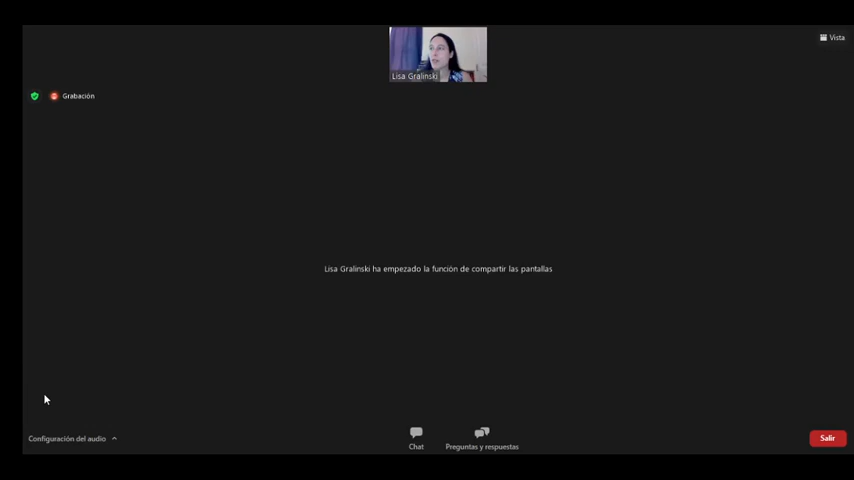 Lisa Gralinski
Vista
Grabación
Lisa Gralinski ha empezado la función de compartir las pantallas
Configuración del audio
Chat
Preguntas y respuestas
Salir